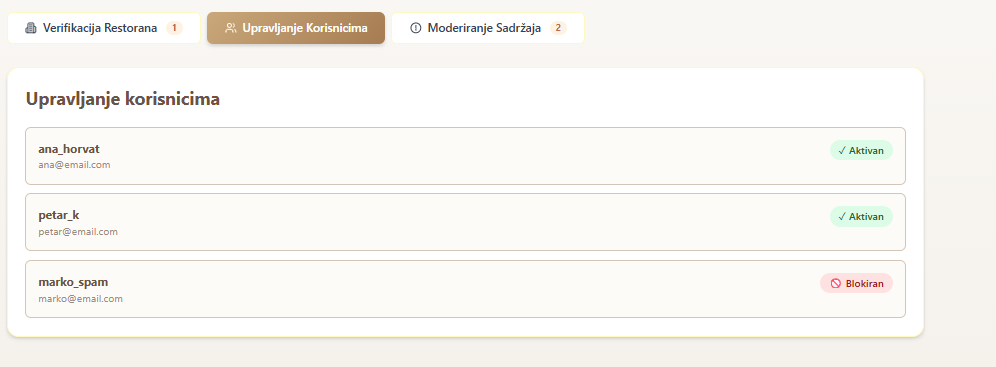 Verifikacija Restorana 1
Upravljanje Korisnicima
Moderiranje Sadržaja 2
Upravljanje korisnicima
ana_horvat
✓ Aktivan
ana@email.com
petar_k
✓ Aktivan
petar@email.com
marko_spam
Blokiran
marko@email.com